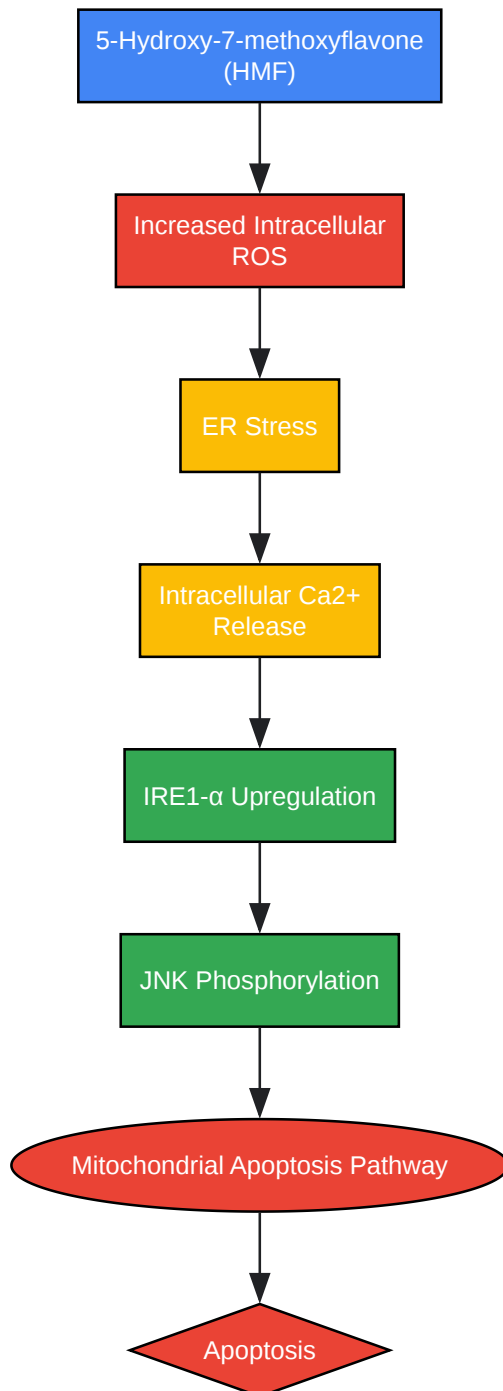 5-Hydroxy-7-methoxyflavone
(HMF)
Increased Intracellular
ROS
ER Stress
Intracellular Ca2+
Release
IRE1-α Upregulation
JNK Phosphorylation
Mitochondrial Apoptosis Pathway
Apoptosis